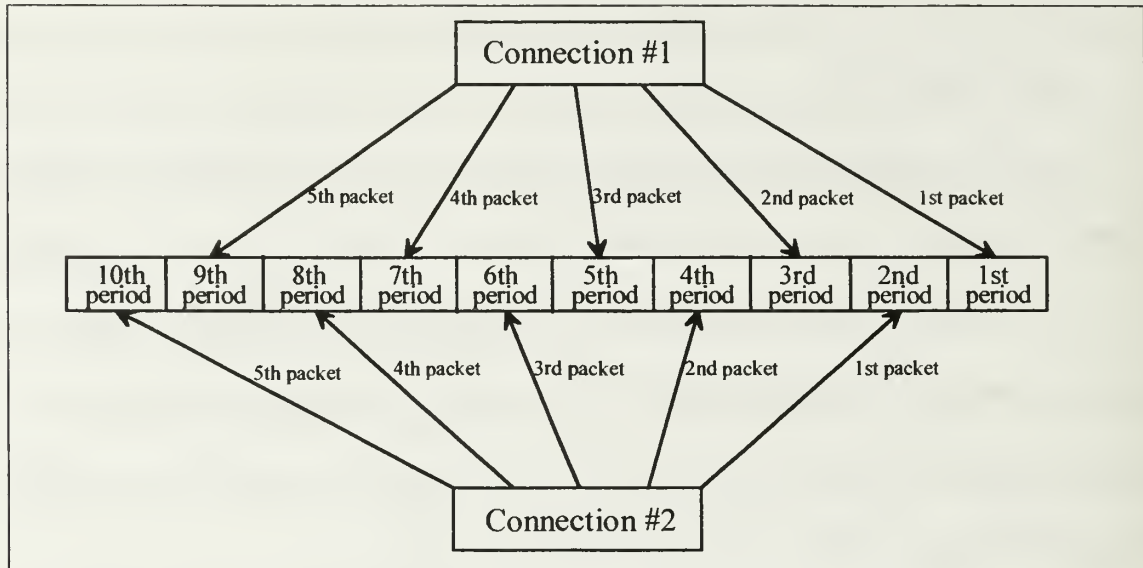 Connection #1
5th packet
4th packet
3rd packet
2nd packet
1st packet
10th period
9th period
8th period
7th period
6th period
5th period
4th period
3rd period
2nd period
1st period
5th packet
4th packet
3rd packet
2nd packet
1st packet
Connection #2